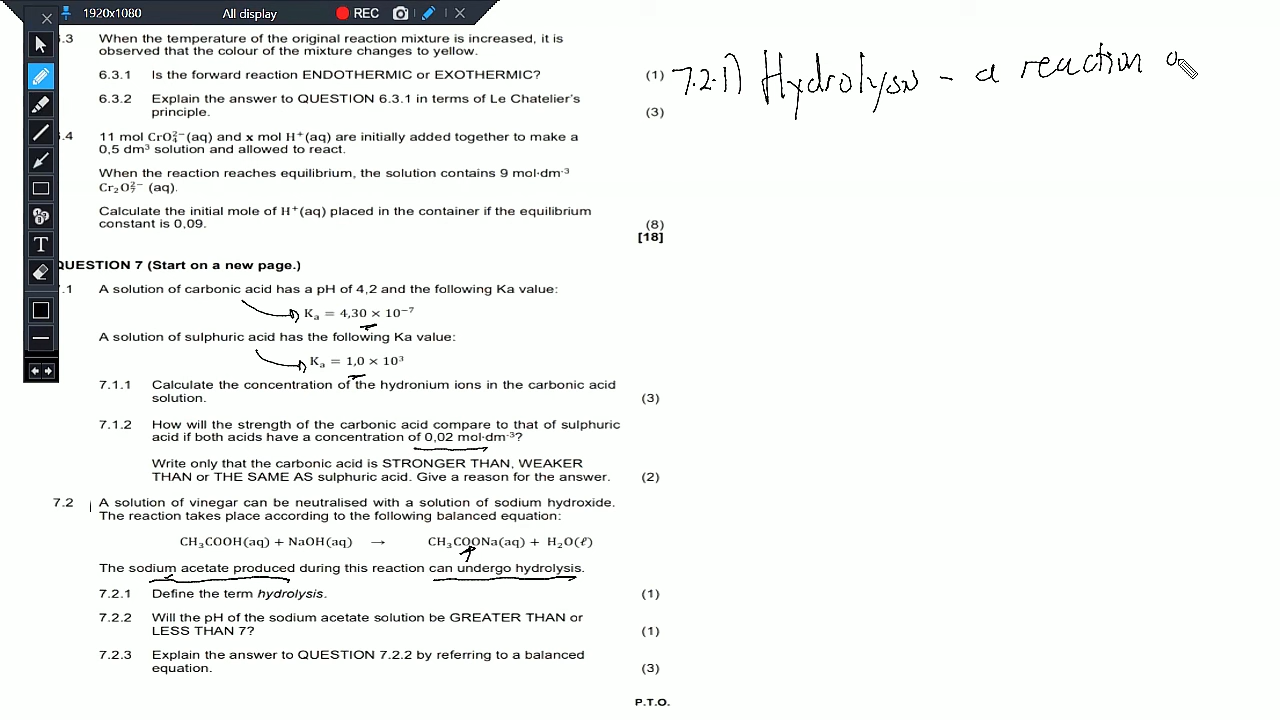 1920x1080 All display REC
.3 When the temperature of the original reaction mixture is increased, it is
observed that the colour of the mixture changes to yellow.
6.3.1 Is the forward reaction ENDOTHERMIC or EXOTHERMIC? (1)
7.2.1) Hydrolysis - a reaction o
6.3.2 Explain the answer to QUESTION 6.3.1 in terms of Le Chatelier's
principle. (3)
.4 11 mol CrO₄²⁻(aq) and x mol H⁺(aq) are initially added together to make a
0,5 dm³ solution and allowed to react.
When the reaction reaches equilibrium, the solution contains 9 mol·dm⁻³
Cr₂O₇²⁻ (aq).
Calculate the initial mole of H⁺(aq) placed in the container if the equilibrium
constant is 0,09. (8)
[18]
QUESTION 7 (Start on a new page.)
.1 A solution of carbonic acid has a pH of 4,2 and the following Ka value:
Kₐ = 4,30 × 10⁻⁷
A solution of sulphuric acid has the following Ka value:
Kₐ = 1,0 × 10³
7.1.1 Calculate the concentration of the hydronium ions in the carbonic acid
solution. (3)
7.1.2 How will the strength of the carbonic acid compare to that of sulphuric
acid if both acids have a concentration of 0,02 mol·dm⁻³?
Write only that the carbonic acid is STRONGER THAN, WEAKER
THAN or THE SAME AS sulphuric acid. Give a reason for the answer. (2)
7.2 A solution of vinegar can be neutralised with a solution of sodium hydroxide.
The reaction takes place according to the following balanced equation:
CH₃COOH(aq) + NaOH(aq) → CH₃COONa(aq) + H₂O(ℓ)
The sodium acetate produced during this reaction can undergo hydrolysis.
7.2.1 Define the term hydrolysis. (1)
7.2.2 Will the pH of the sodium acetate solution be GREATER THAN or
LESS THAN 7? (1)
7.2.3 Explain the answer to QUESTION 7.2.2 by referring to a balanced
equation. (3)
P.T.O.